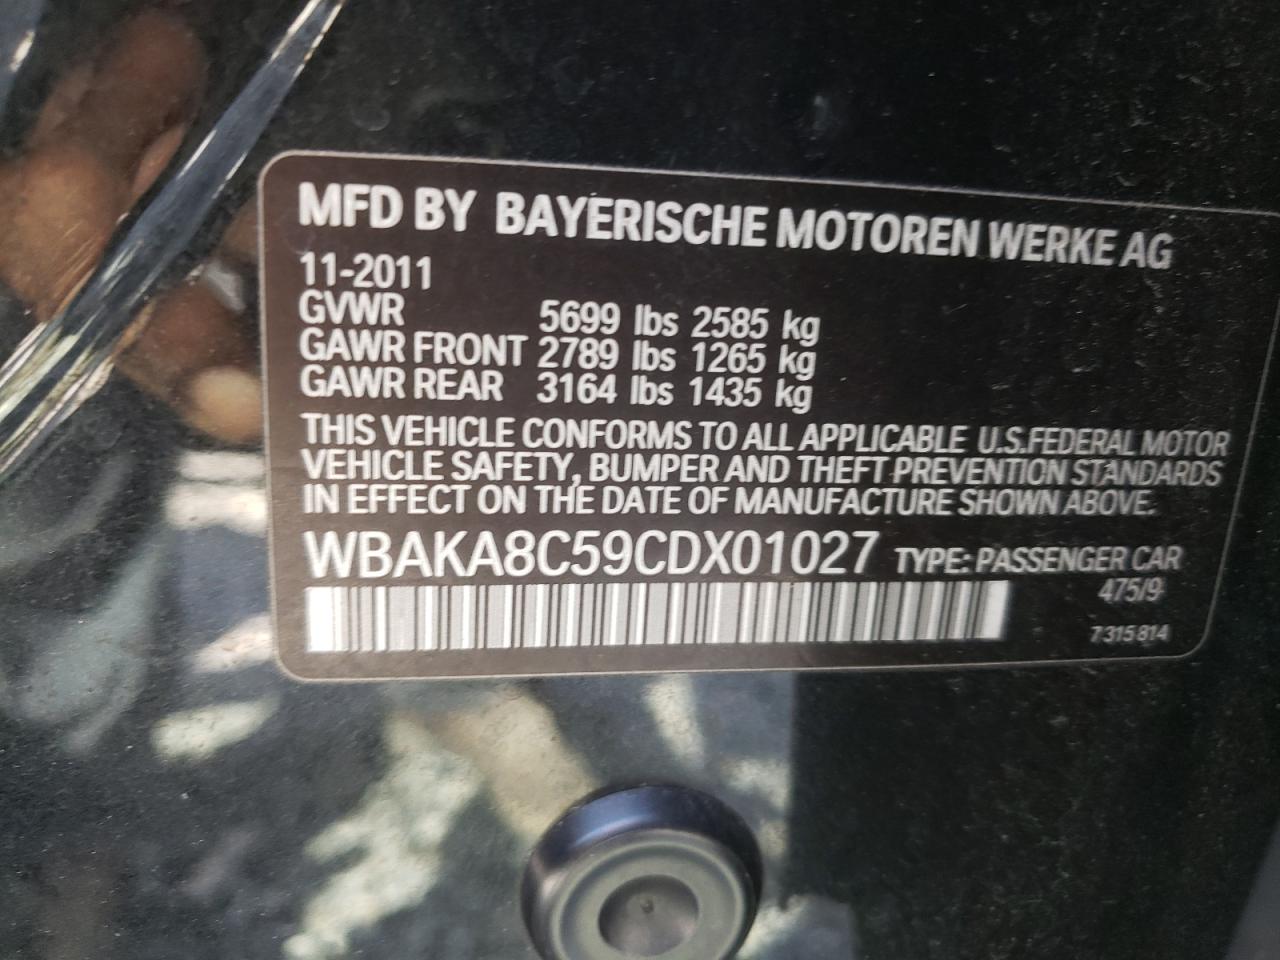 MFD BY BAYERISCHE MOTOREN WERKE AG
11-2011
GVWR 5699 lbs 2585 kg
GAWR FRONT 2789 lbs 1265 kg
GAWR REAR 3164 lbs 1435 kg
THIS VEHICLE CONFORMS TO ALL APPLICABLE U.S.FEDERAL MOTOR
VEHICLE SAFETY, BUMPER AND THEFT PREVENTION STANDARDS
IN EFFECT ON THE DATE OF MANUFACTURE SHOWN ABOVE.
WBAKA8C59CDX01027 TYPE: PASSENGER CAR
475/9
7 315 814